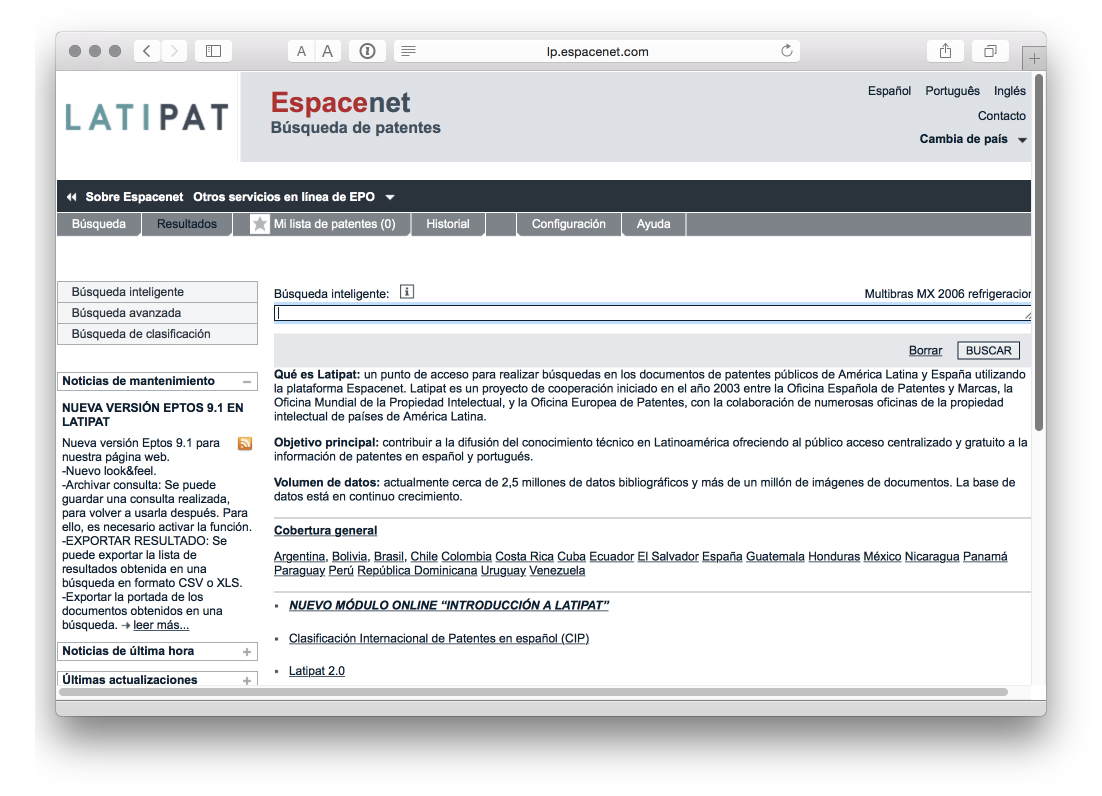 A A
lp.espacenet.com
LATIPAT
Espacenet
Búsqueda de patentes
Español Português Inglés
Contacto
Cambia de país
Sobre Espacenet Otros servicios en línea de EPO
Búsqueda Resultados Mi lista de patentes (0) Historial Configuración Ayuda
Búsqueda inteligente
Búsqueda avanzada
Búsqueda de clasificación
Noticias de mantenimiento
NUEVA VERSIÓN EPTOS 9.1 EN
LATIPAT
Nueva versión Eptos 9.1 para
nuestra página web.
-Nuevo look&feel.
-Archivar consulta: Se puede
guardar una consulta realizada,
para volver a usarla después. Para
ello, es necesario activar la función.
-EXPORTAR RESULTADO: Se
puede exportar la lista de
resultados obtenida en una
búsqueda en formato CSV o XLS.
-Exportar la portada de los
documentos obtenidos en una
búsqueda. → leer más...
Noticias de última hora
Últimas actualizaciones
Búsqueda inteligente: i Multibras MX 2006 refrigeracion
Borrar BUSCAR
Qué es Latipat: un punto de acceso para realizar búsquedas en los documentos de patentes públicos de América Latina y España utilizando
la plataforma Espacenet. Latipat es un proyecto de cooperación iniciado en el año 2003 entre la Oficina Española de Patentes y Marcas, la
Oficina Mundial de la Propiedad Intelectual, y la Oficina Europea de Patentes, con la colaboración de numerosas oficinas de la propiedad
intelectual de países de América Latina.
Objetivo principal: contribuir a la difusión del conocimiento técnico en Latinoamérica ofreciendo al público acceso centralizado y gratuito a la
información de patentes en español y portugués.
Volumen de datos: actualmente cerca de 2,5 millones de datos bibliográficos y más de un millón de imágenes de documentos. La base de
datos está en continuo crecimiento.
Cobertura general
Argentina, Bolivia, Brasil, Chile Colombia Costa Rica Cuba Ecuador El Salvador España Guatemala Honduras México Nicaragua Panamá
Paraguay Perú República Dominicana Uruguay Venezuela
NUEVO MÓDULO ONLINE “INTRODUCCIÓN A LATIPAT”
Clasificación Internacional de Patentes en español (CIP)
Latipat 2.0